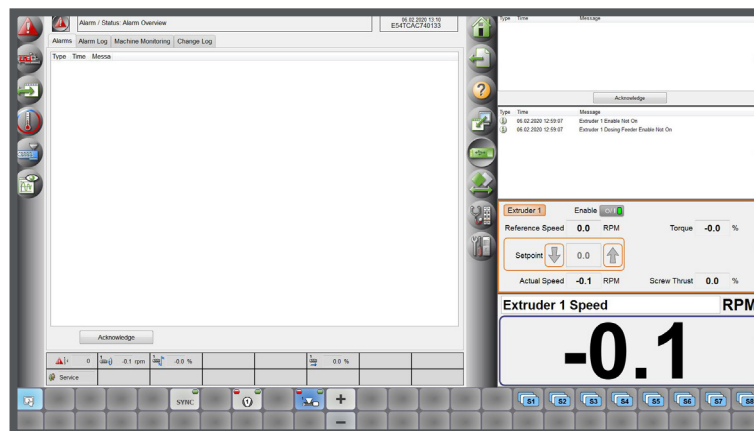 Alarm / Status: Alarm Overview
06.02.2020 13:10
E54TCAC740133
Alarms Alarm Log Machine Monitoring Change Log
Type Time Messa
Acknowledge
0 -0.1 rpm -0.0 % 0.0 %
Service
Type Time Message
Acknowledge
Type Time Message
06.02.2020 12:59:07 Extruder 1 Enable Not On
06.02.2020 12:59:07 Extruder 1 Dosing Feeder Enable Not On
Extruder 1 Enable
Reference Speed 0.0 RPM Torque -0.0 %
Setpoint 0.0
Actual Speed -0.1 RPM Screw Thrust 0.0 %
Extruder 1 Speed RPM
-0.1
SYNC 1 + S1 S2 S3 S4 S5 S6 S7 S8
−